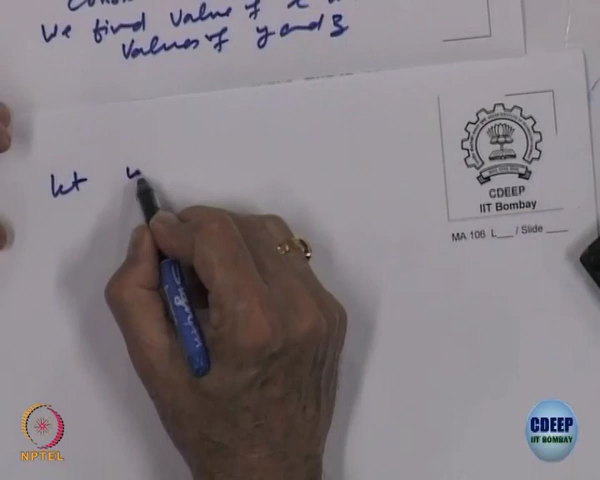 We find value of x
values of y and z
let
CDEEP
IIT Bombay
MA 106 L___ / Slide ___
NPTEL
CDEEP
IIT BOMBAY